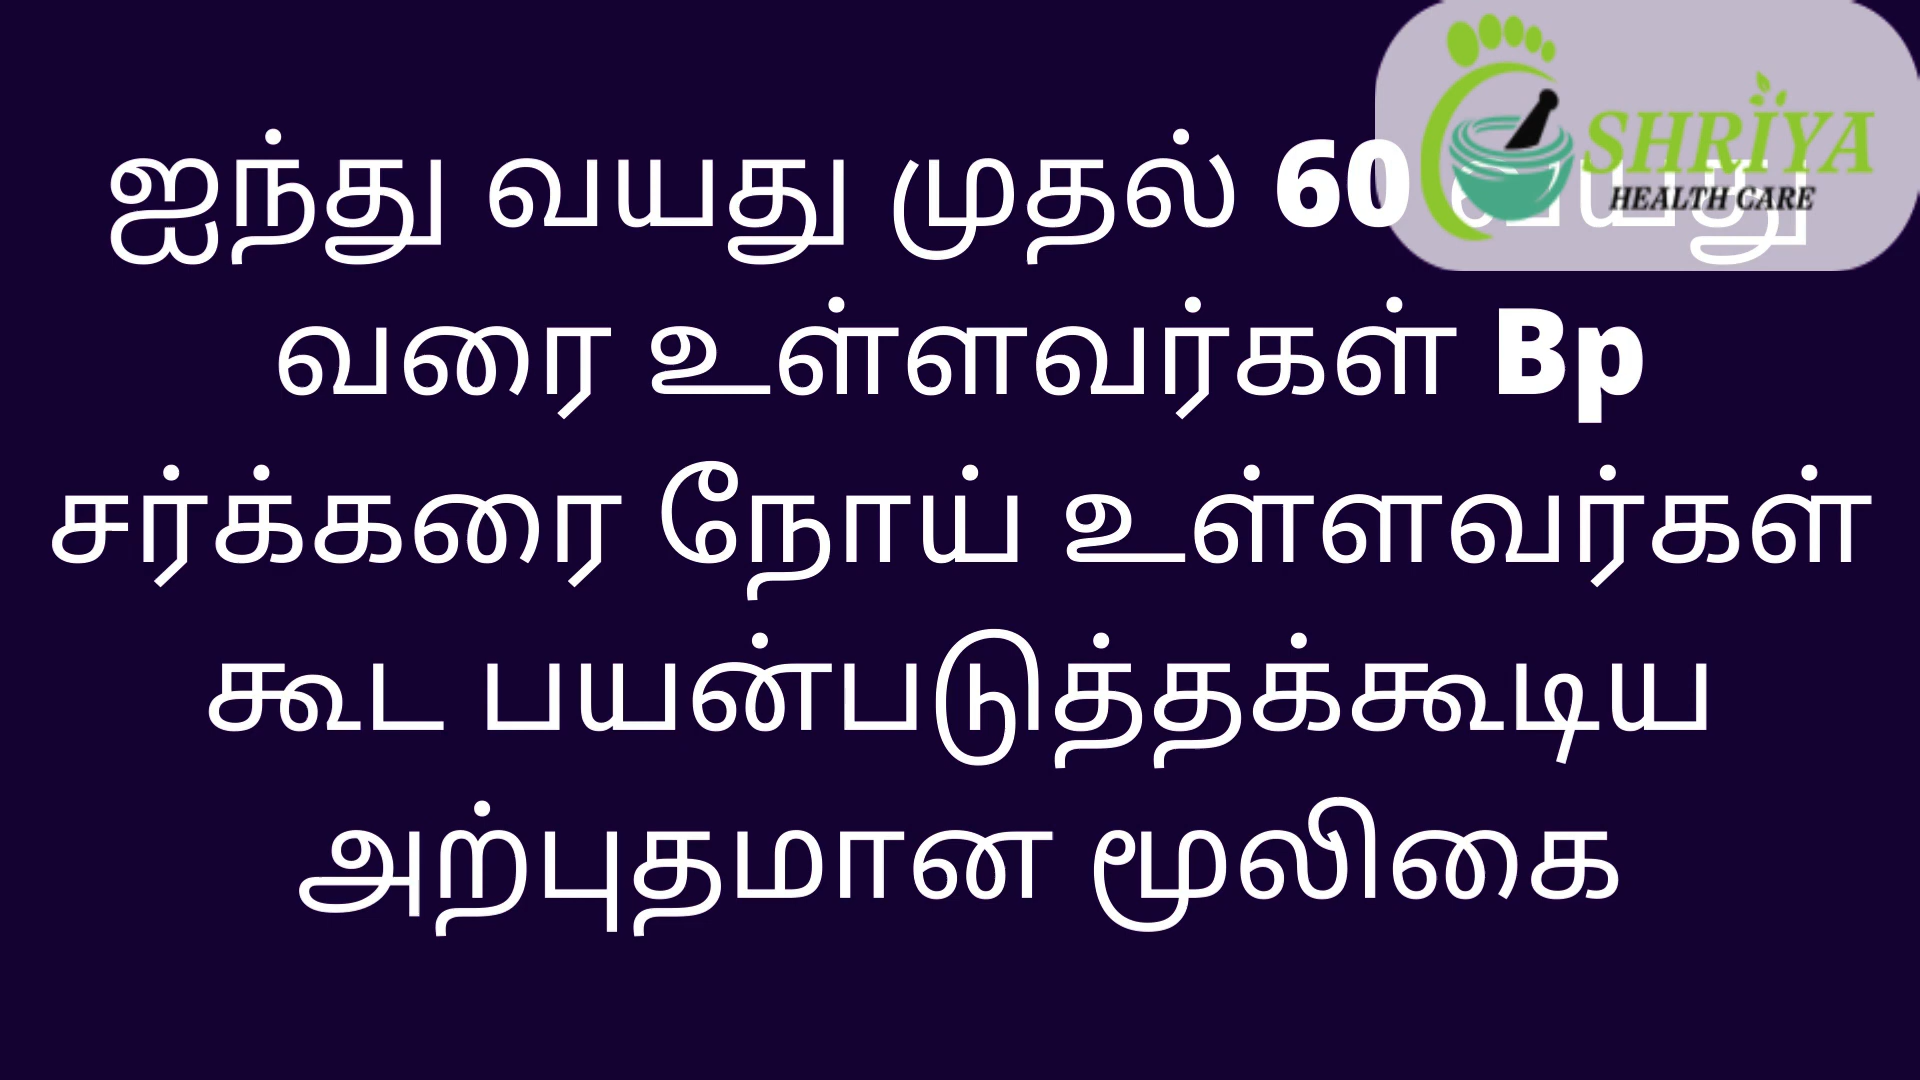 SHRIYA
HEALTH CARE
ஐந்து வயது முதல் 60 வயது
வரை உள்ளவர்கள் Bp
சர்க்கரை நோய் உள்ளவர்கள்
கூட பயன்படுத்தக்கூடிய
அற்புதமான மூலிகை